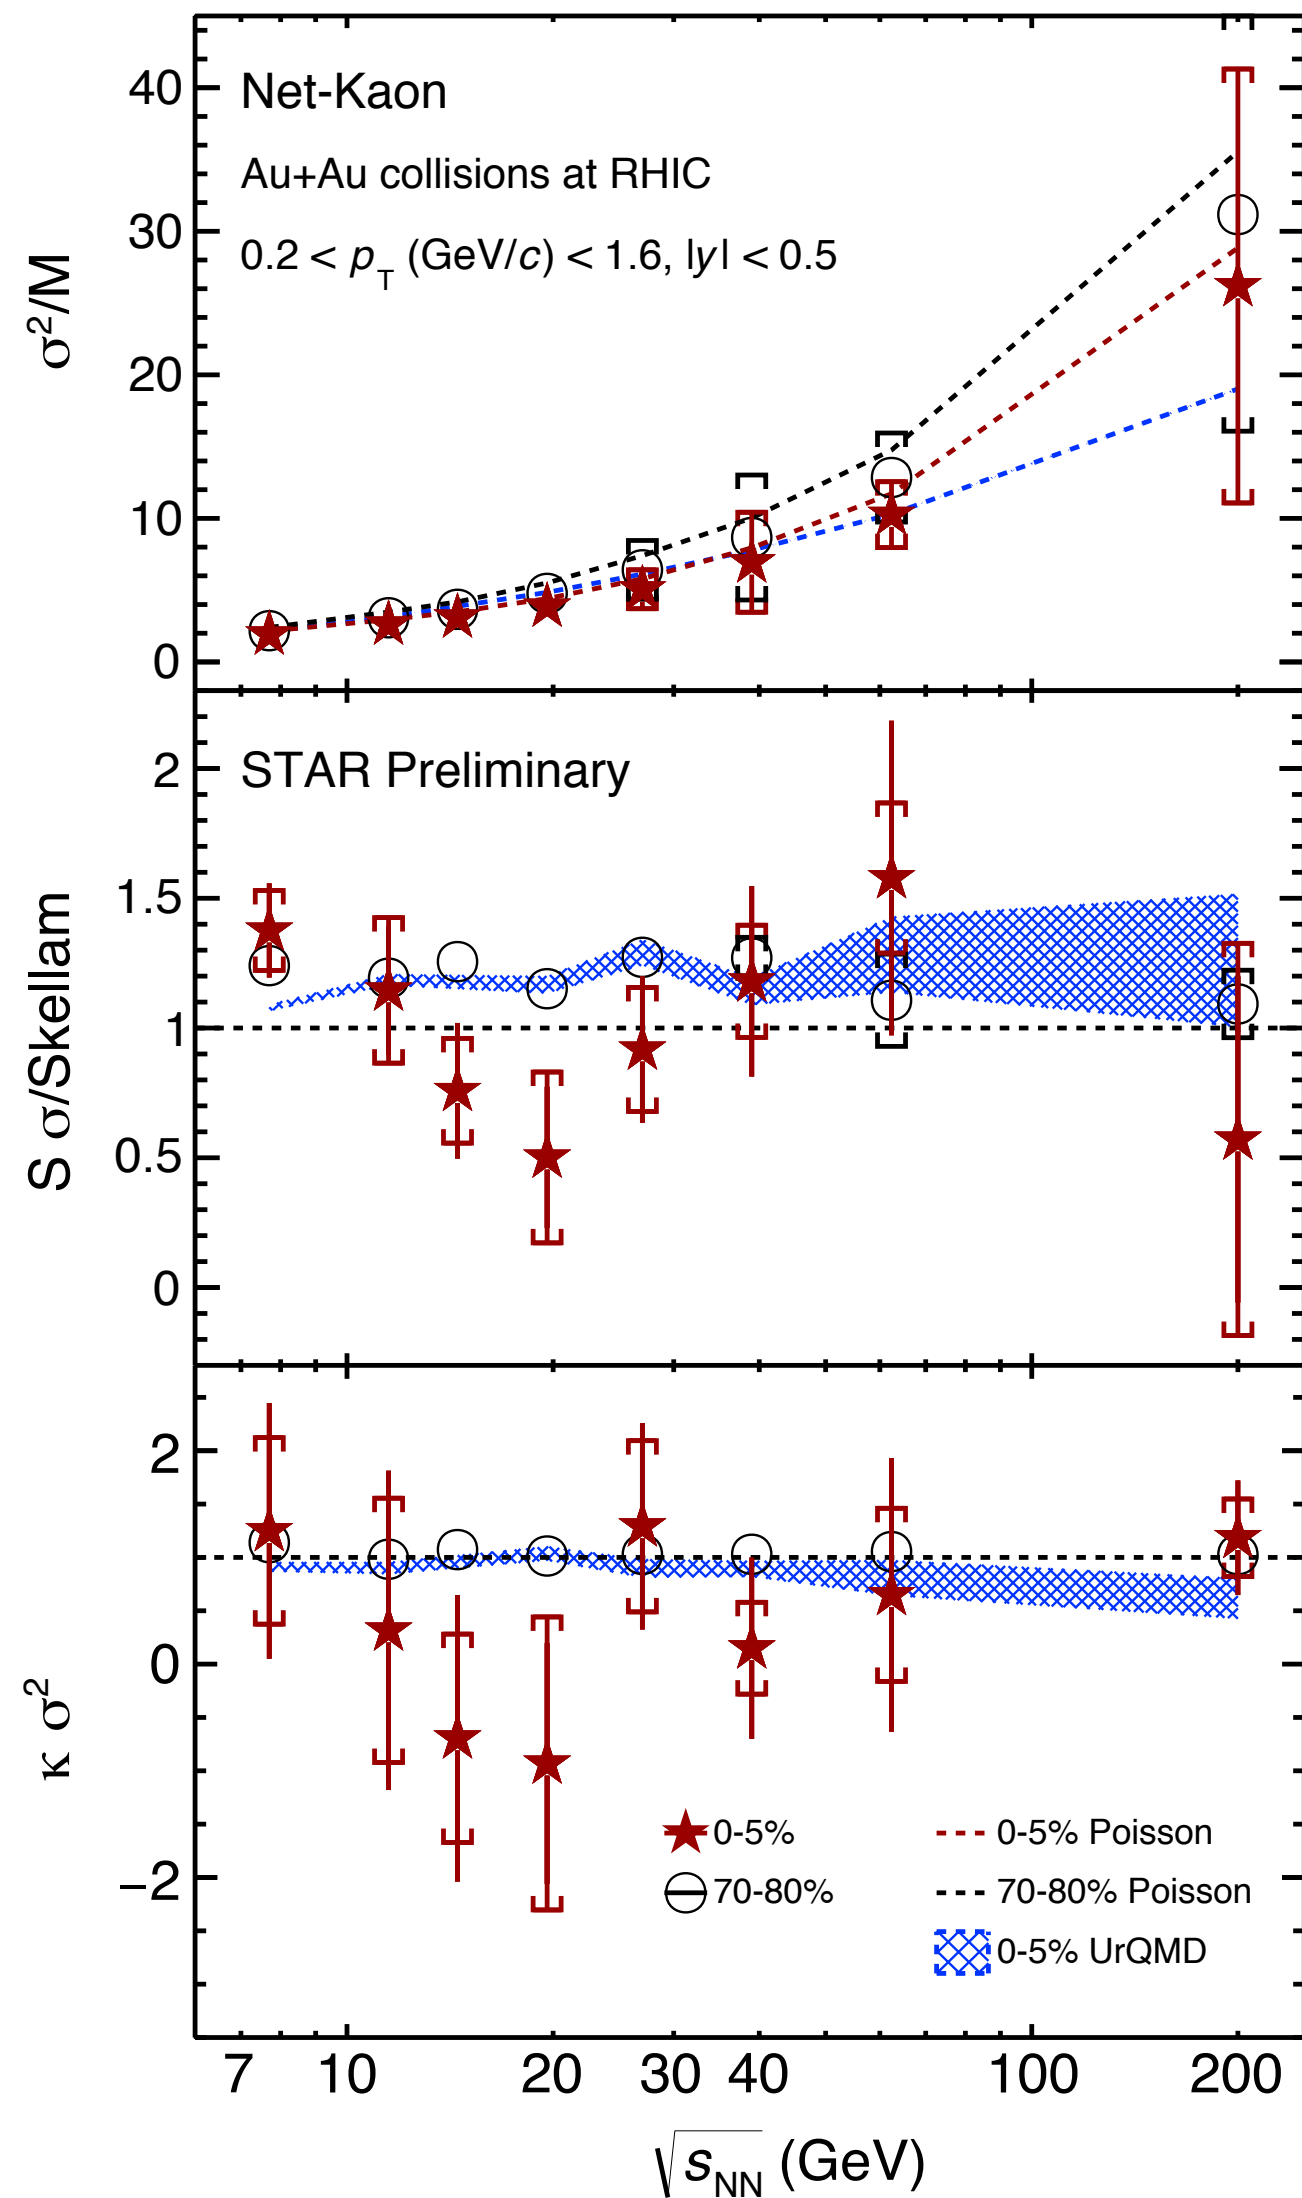 Net-Kaon
Au+Au collisions at RHIC
0.2 < p_T (GeV/c) < 1.6, |y| < 0.5
σ²/M
40
30
20
10
0
STAR Preliminary
S σ/Skellam
2
1.5
1
0.5
0
κ σ²
2
0
−2
0-5%
70-80%
0-5% Poisson
70-80% Poisson
0-5% UrQMD
7 10 20 30 40 100 200
√s_NN (GeV)